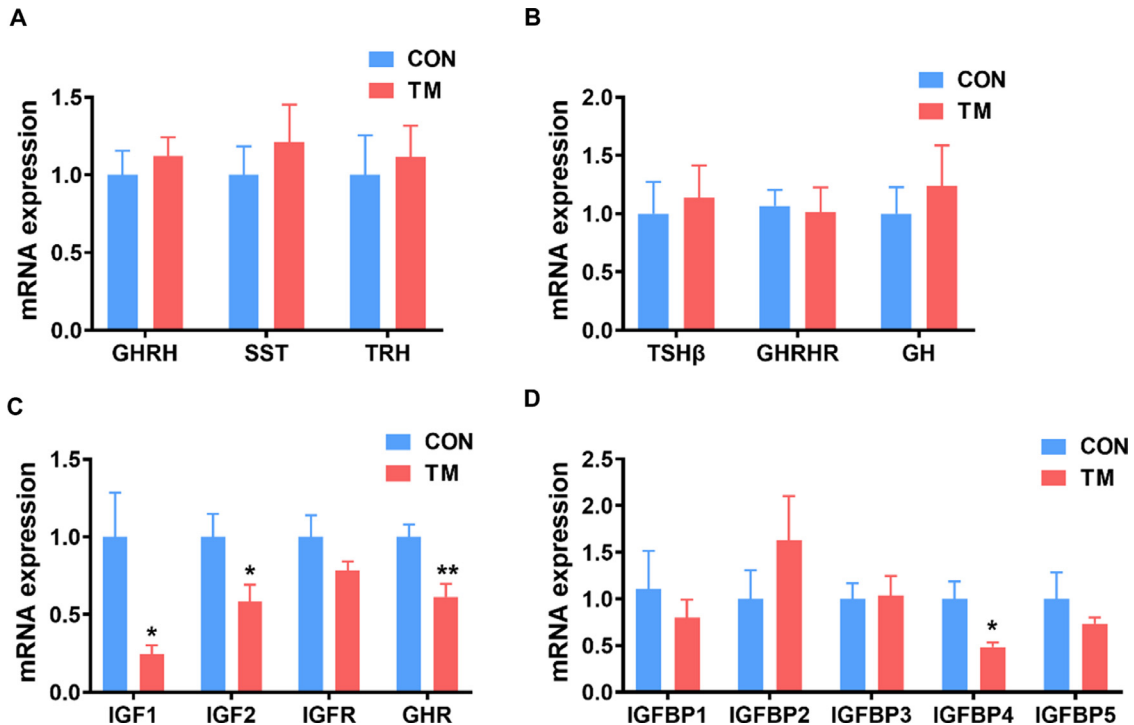 A
CON
TM
mRNA expression
1.5
1.0
0.5
0.0
GHRH SST TRH
B
CON
TM
mRNA expression
2.0
1.5
1.0
0.5
0.0
TSHβ GHRHR GH
C
CON
TM
mRNA expression
1.5
1.0
0.5
0.0
* * **
IGF1 IGF2 IGFR GHR
D
CON
TM
mRNA expression
2.5
2.0
1.5
1.0
0.5
0.0
*
IGFBP1 IGFBP2 IGFBP3 IGFBP4 IGFBP5